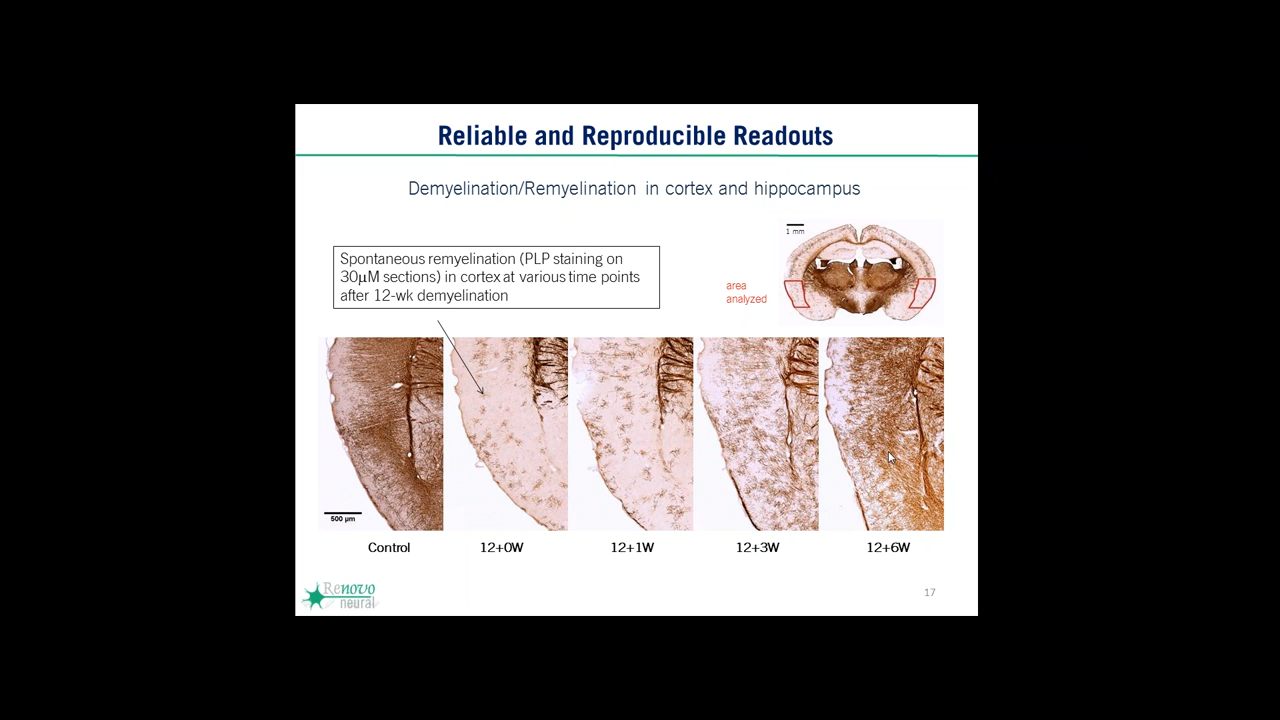 Reliable and Reproducible Readouts
Demyelination/Remyelination in cortex and hippocampus
Spontaneous remyelination (PLP staining on
30µM sections) in cortex at various time points
after 12-wk demyelination
1 mm
area
analyzed
500 µm
Control
12+0W
12+1W
12+3W
12+6W
Renovo
neural
17